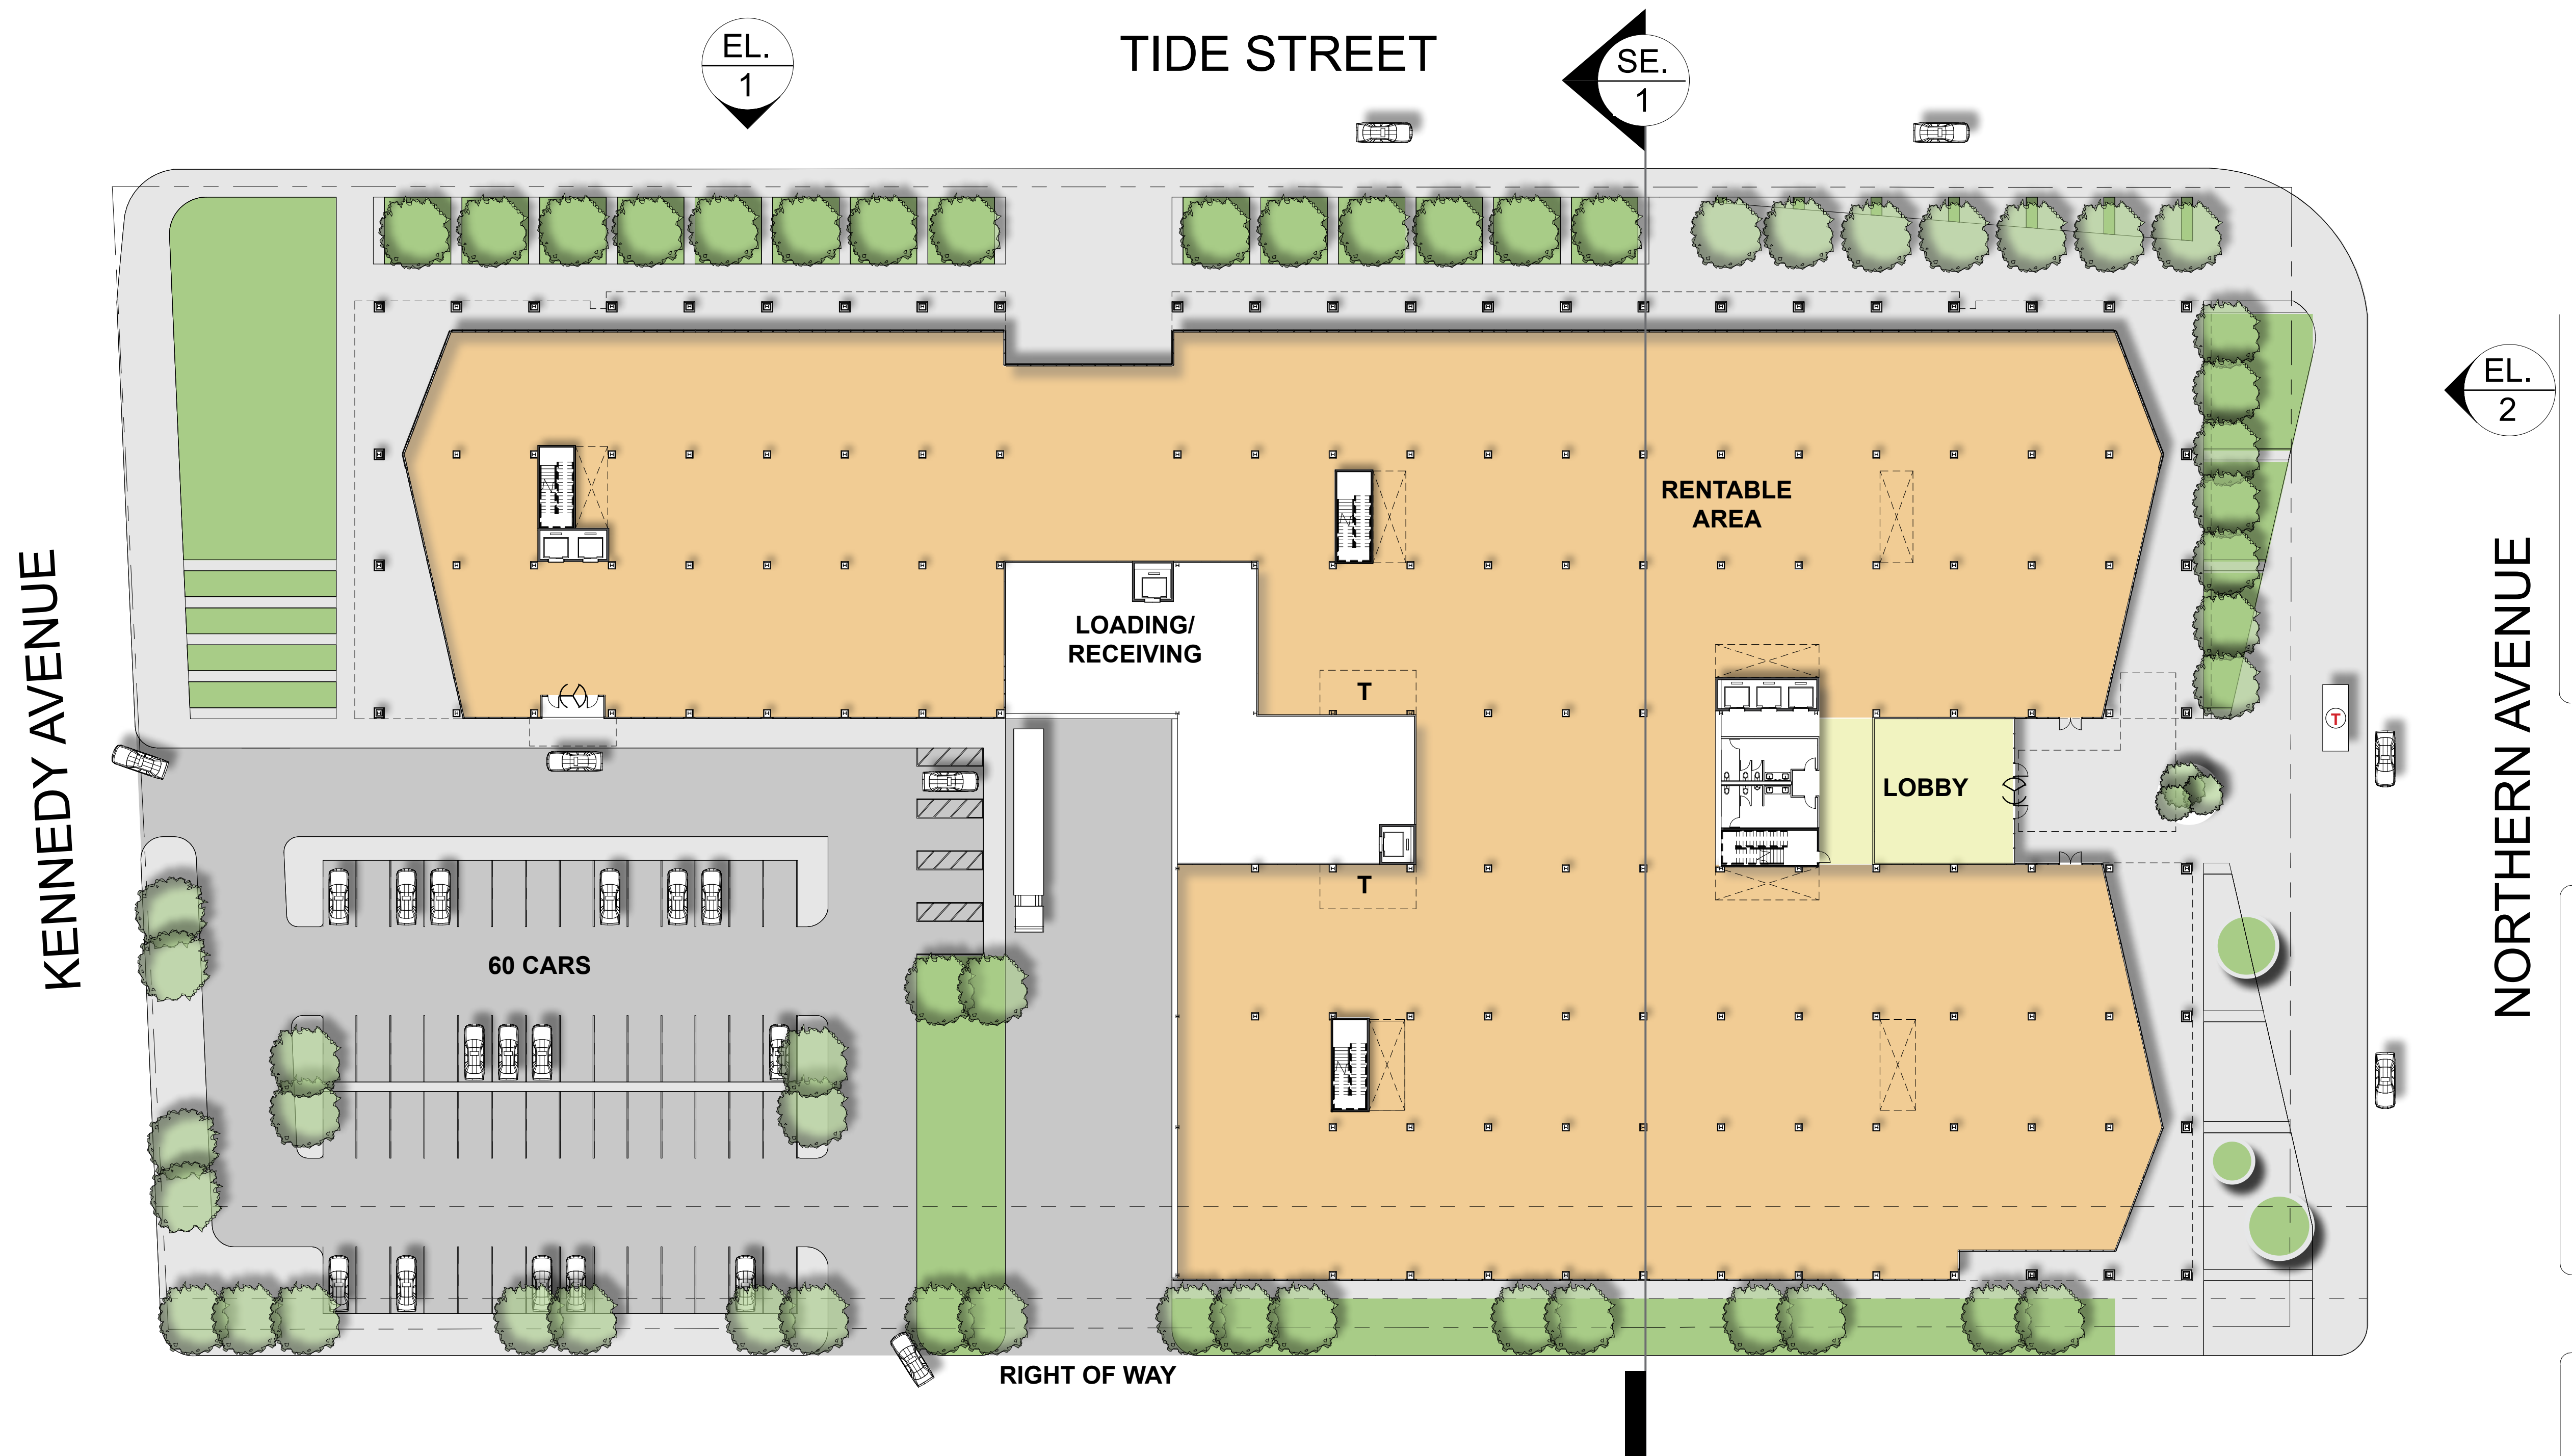 TIDE STREET
EL.
1
SE.
1
EL.
2
KENNEDY AVENUE
NORTHERN AVENUE
RENTABLE
AREA
LOADING/
RECEIVING
T
T
LOBBY
T
60 CARS
RIGHT OF WAY